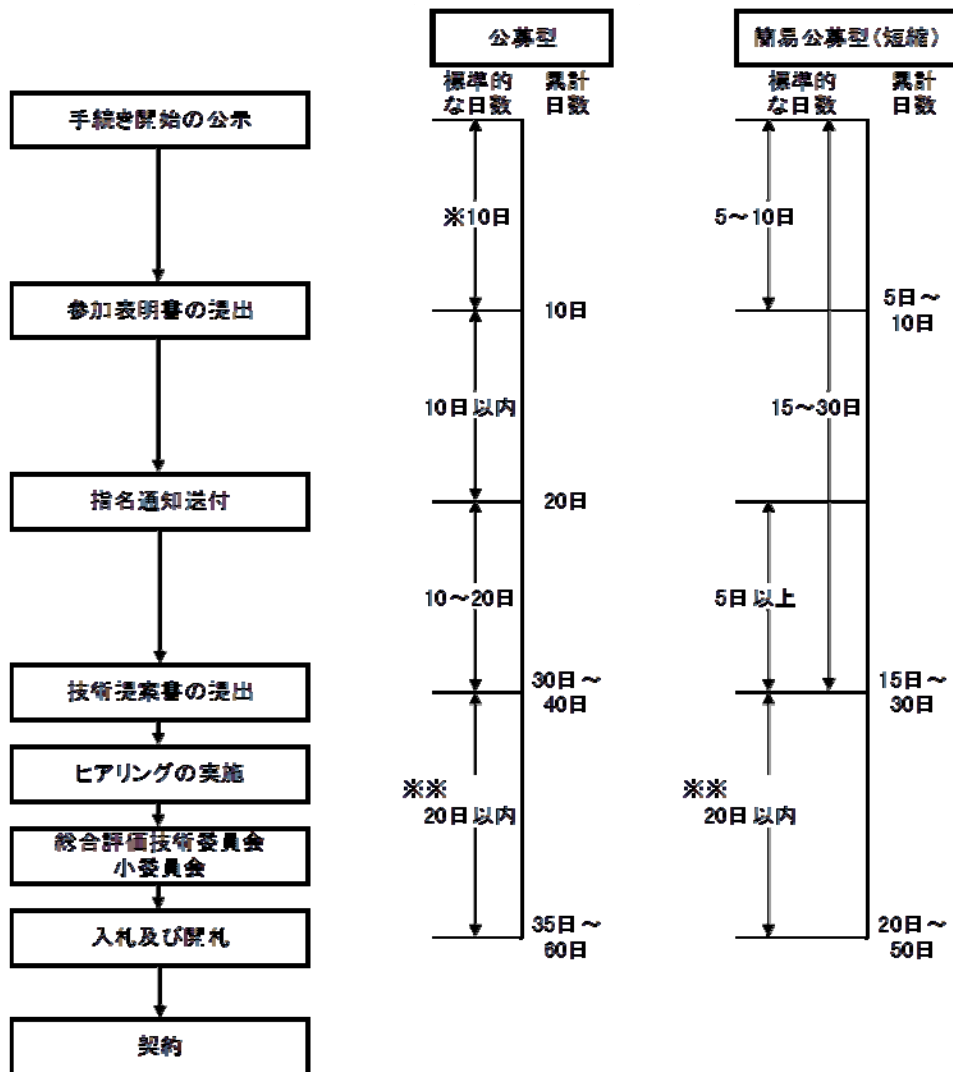 公募型
簡易公募型(短縮)
標準的
な日数
累計
日数
標準的
な日数
累計
日数
手続き開始の公示
※10日
5～10日
参加表明書の提出
10日
5日～
10日
10日以内
15～30日
指名通知送付
20日
10～20日
5日以上
技術提案書の提出
30日～
40日
15日～
30日
ヒアリングの実施
※※
20日以内
※※
20日以内
総合評価技術委員会
小委員会
入札及び開札
35日～
60日
20日～
50日
契約